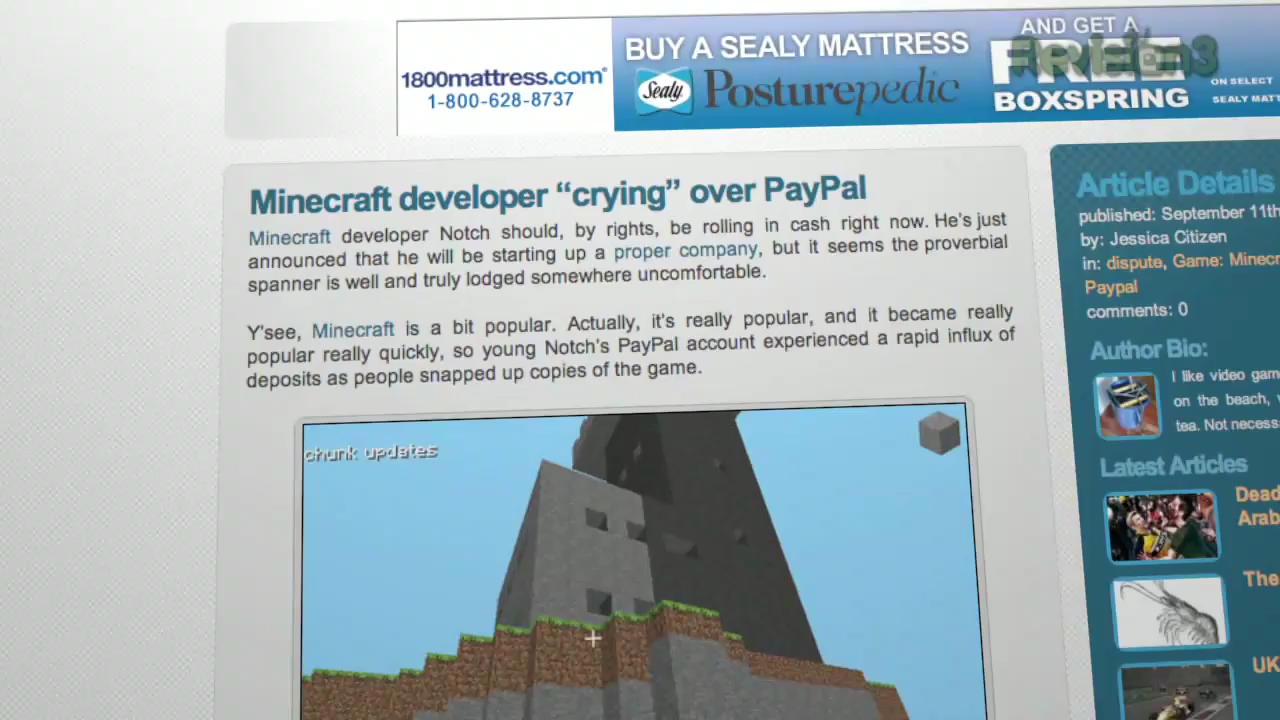 1800mattress.com®
1-800-628-8737
BUY A SEALY MATTRESS
Sealy Posturepedic
AND GET A
FREE
BOXSPRING
ON SELECT
SEALY MATT
Revision3
Minecraft developer “crying” over PayPal
Minecraft developer Notch should, by rights, be rolling in cash right now. He's just
announced that he will be starting up a proper company, but it seems the proverbial
spanner is well and truly lodged somewhere uncomfortable.
Y'see, Minecraft is a bit popular. Actually, it's really popular, and it became really
popular really quickly, so young Notch's PayPal account experienced a rapid influx of
deposits as people snapped up copies of the game.
chunk updates
Article Details
published: September 11th
by: Jessica Citizen
in: dispute, Game: Minecr
Paypal
comments: 0
Author Bio:
I like video gam
on the beach,
tea. Not necess
Latest Articles
Dead
Arab
The
UK